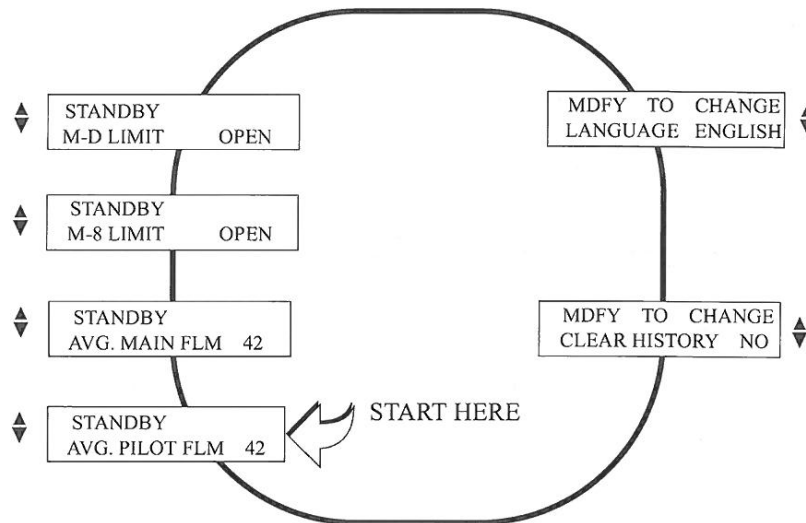 STANDBY
M-D LIMIT OPEN
STANDBY
M-8 LIMIT OPEN
STANDBY
AVG. MAIN FLM 42
STANDBY
AVG. PILOT FLM 42
START HERE
MDFY TO CHANGE
LANGUAGE ENGLISH
MDFY TO CHANGE
CLEAR HISTORY NO